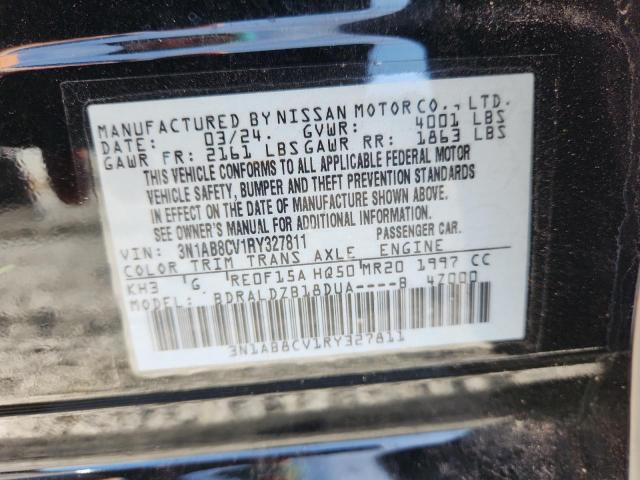 MANUFACTURED BY NISSAN MOTOR CO., LTD.
DATE: 03/24. GVWR: 4001 LBS
GAWR FR: 2161 LBS GAWR RR: 1863 LBS
THIS VEHICLE CONFORMS TO ALL APPLICABLE FEDERAL MOTOR
VEHICLE SAFETY, BUMPER AND THEFT PREVENTION STANDARDS
IN EFFECT ON THE DATE OF MANUFACTURE SHOWN ABOVE.
SEE OWNER'S MANUAL FOR ADDITIONAL INFORMATION.
VIN: 3N1AB8CV1RY327811 PASSENGER CAR.
COLOR TRIM TRANS AXLE ENGINE
KH3 G RE0F15A HQ50 MR20 1997 CC
MODEL: BDRALDZB18DUA----B 4Z000
3N1AB8CV1RY327811